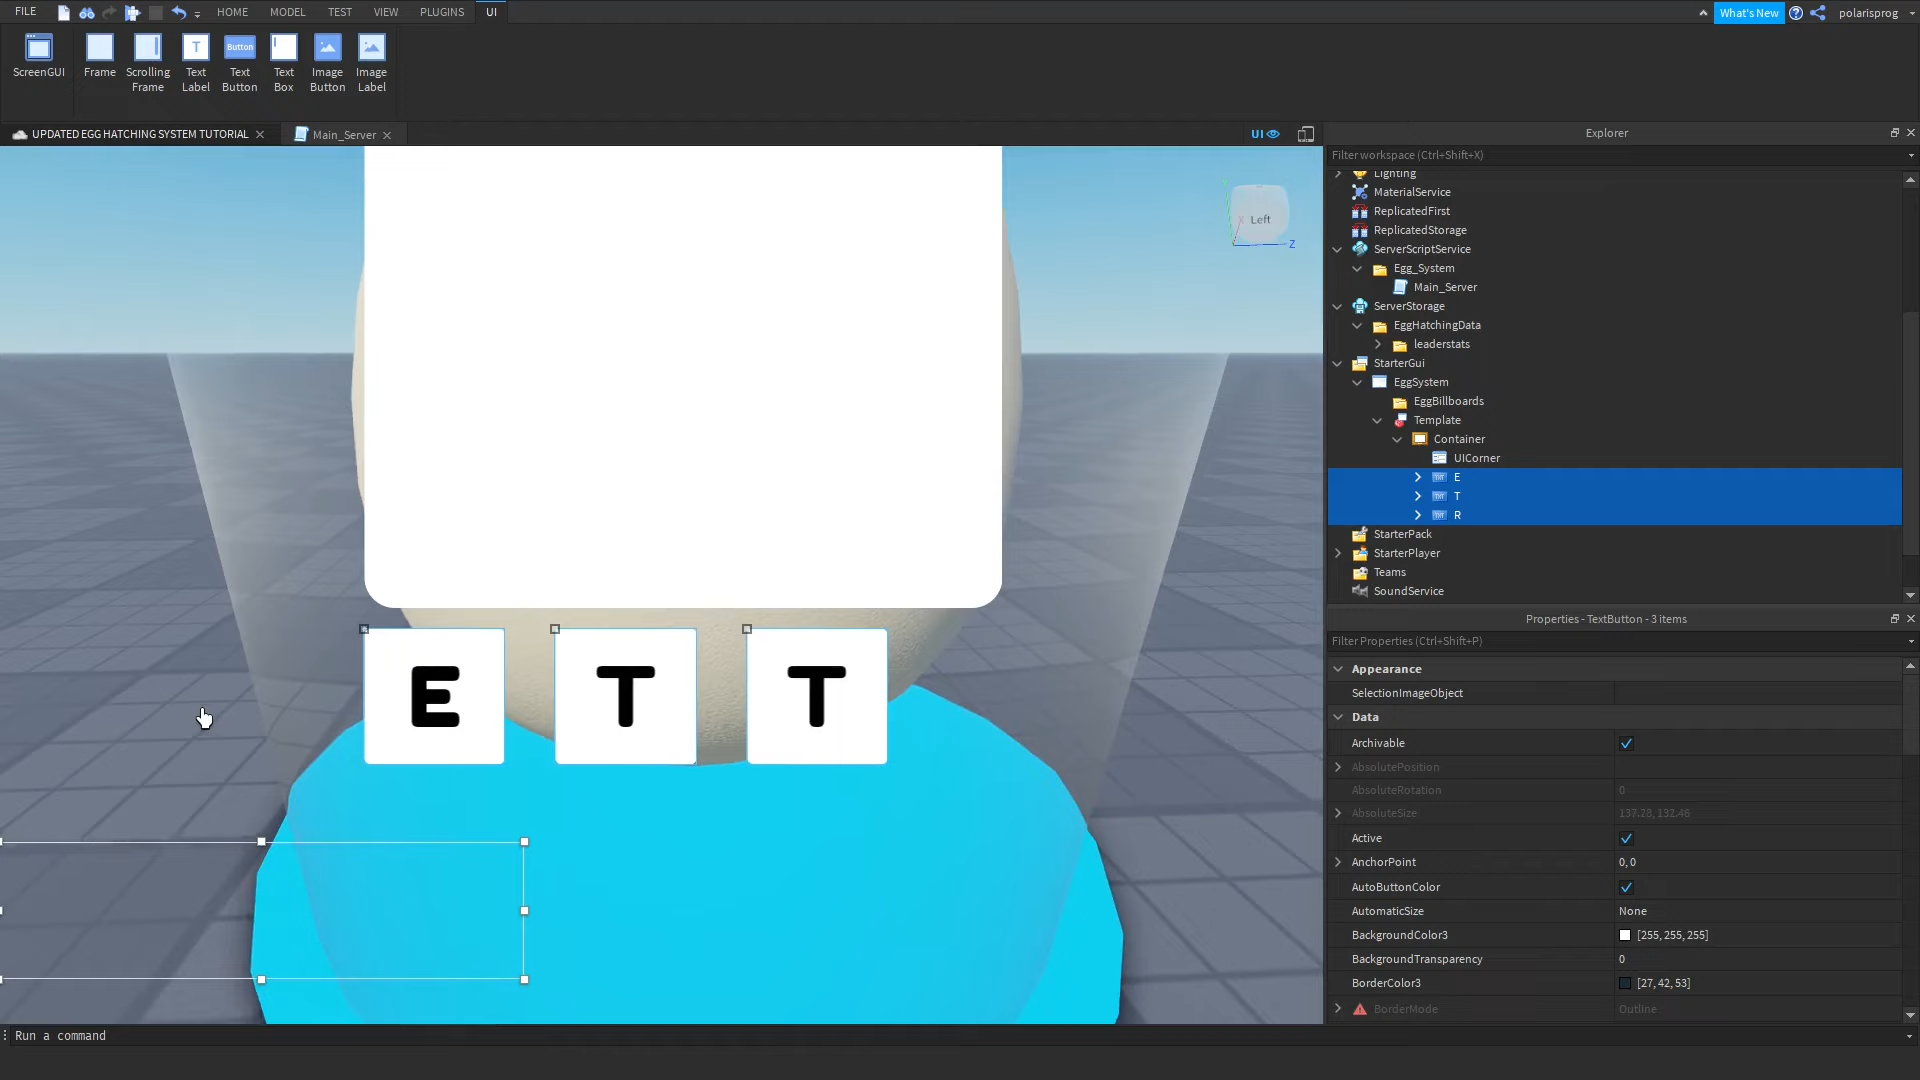 FILE HOME MODEL TEST VIEW PLUGINS UI What's New polarisprog
ScreenGUI Frame Scrolling Frame Text Label Text Button Text Box Image Button Image Label
T Button
UPDATED EGG HATCHING SYSTEM TUTORIAL Main_Server UI
Left
Z
E T T
Explorer
Filter workspace (Ctrl+Shift+X)
Lighting
MaterialService
ReplicatedFirst
ReplicatedStorage
ServerScriptService
Egg_System
Main_Server
ServerStorage
EggHatchingData
leaderstats
StarterGui
EggSystem
EggBillboards
Template
Container
UICorner
E
T
R
StarterPack
StarterPlayer
Teams
SoundService
Properties - TextButton - 3 items
Filter Properties (Ctrl+Shift+P)
Appearance
SelectionImageObject
Data
Archivable
AbsolutePosition
AbsoluteRotation 0
AbsoluteSize 137.28, 132.46
Active
AnchorPoint 0, 0
AutoButtonColor
AutomaticSize None
BackgroundColor3 [255, 255, 255]
BackgroundTransparency 0
BorderColor3 [27, 42, 53]
BorderMode Outline
Run a command